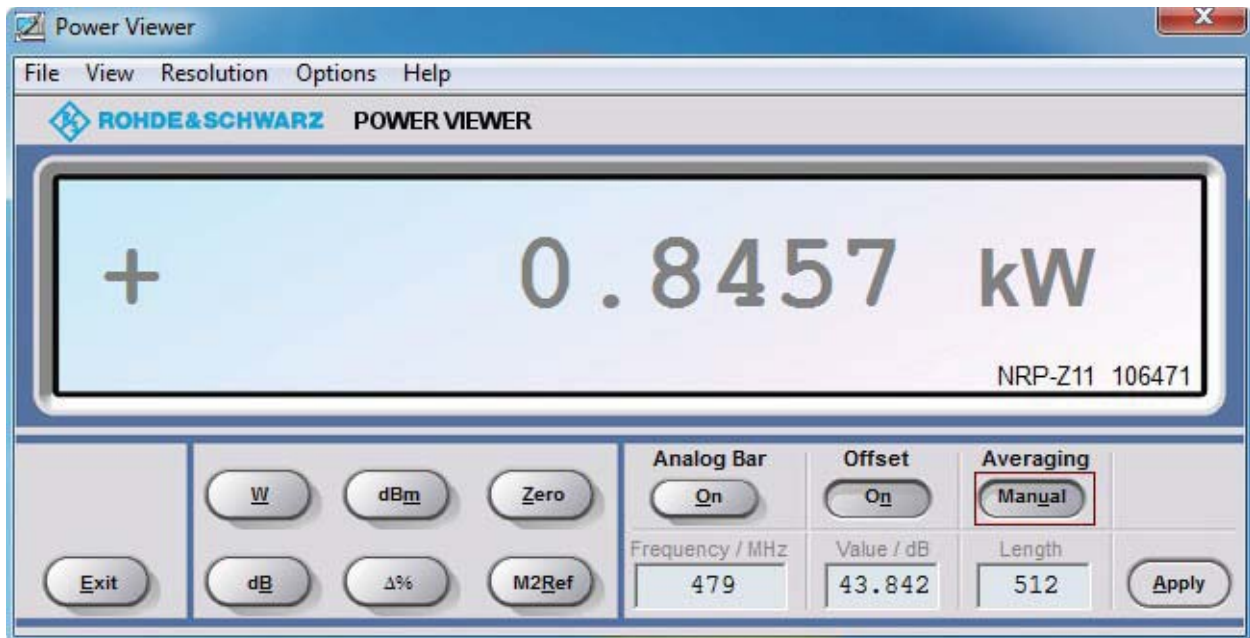 Power Viewer
File View Resolution Options Help
ROHDE&SCHWARZ POWER VIEWER
+ 0.8457 kW
NRP-Z11 106471
Analog Bar Offset Averaging
W dBm Zero On On Manual
Frequency / MHz Value / dB Length
Exit dB Δ% M2Ref 479 43.842 512 Apply